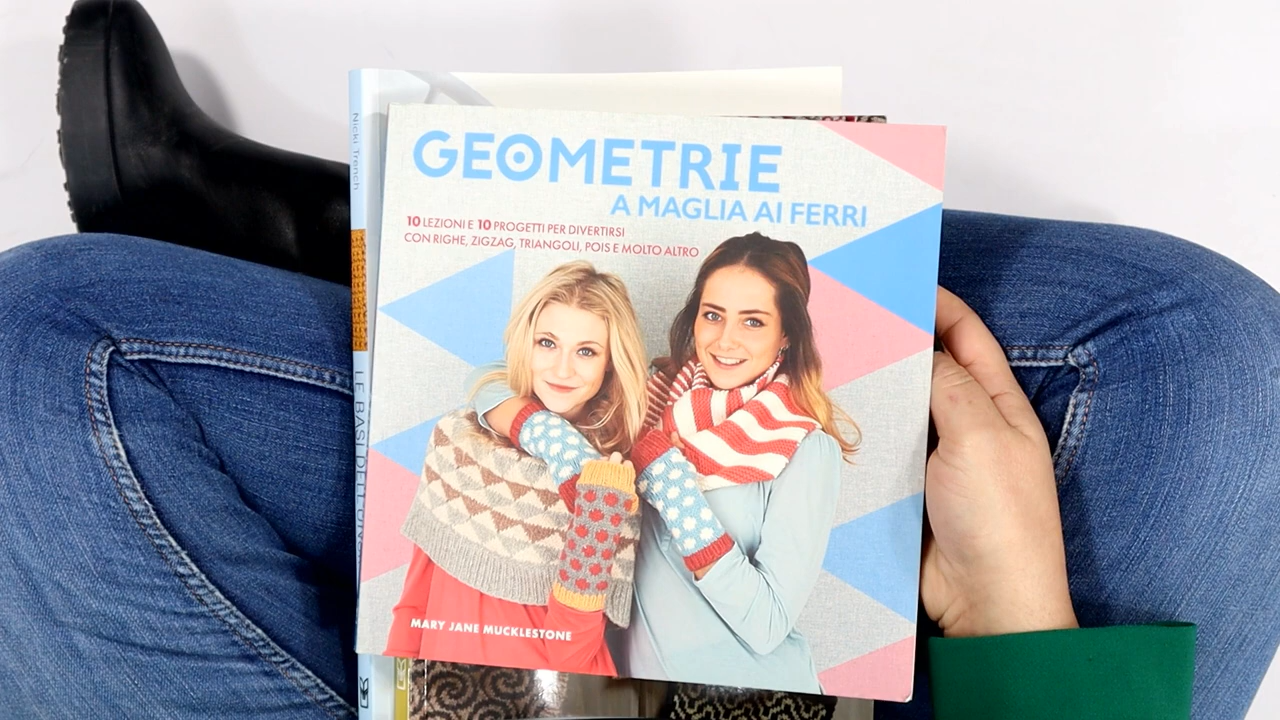 GEOMETRIE
A MAGLIA AI FERRI
10 LEZIONI E 10 PROGETTI PER DIVERTIRSI
CON RIGHE, ZIGZAG, TRIANGOLI, POIS E MOLTO ALTRO
MARY JANE MUCKLESTONE
Nicki Trench
LE BASI DELL'UNC